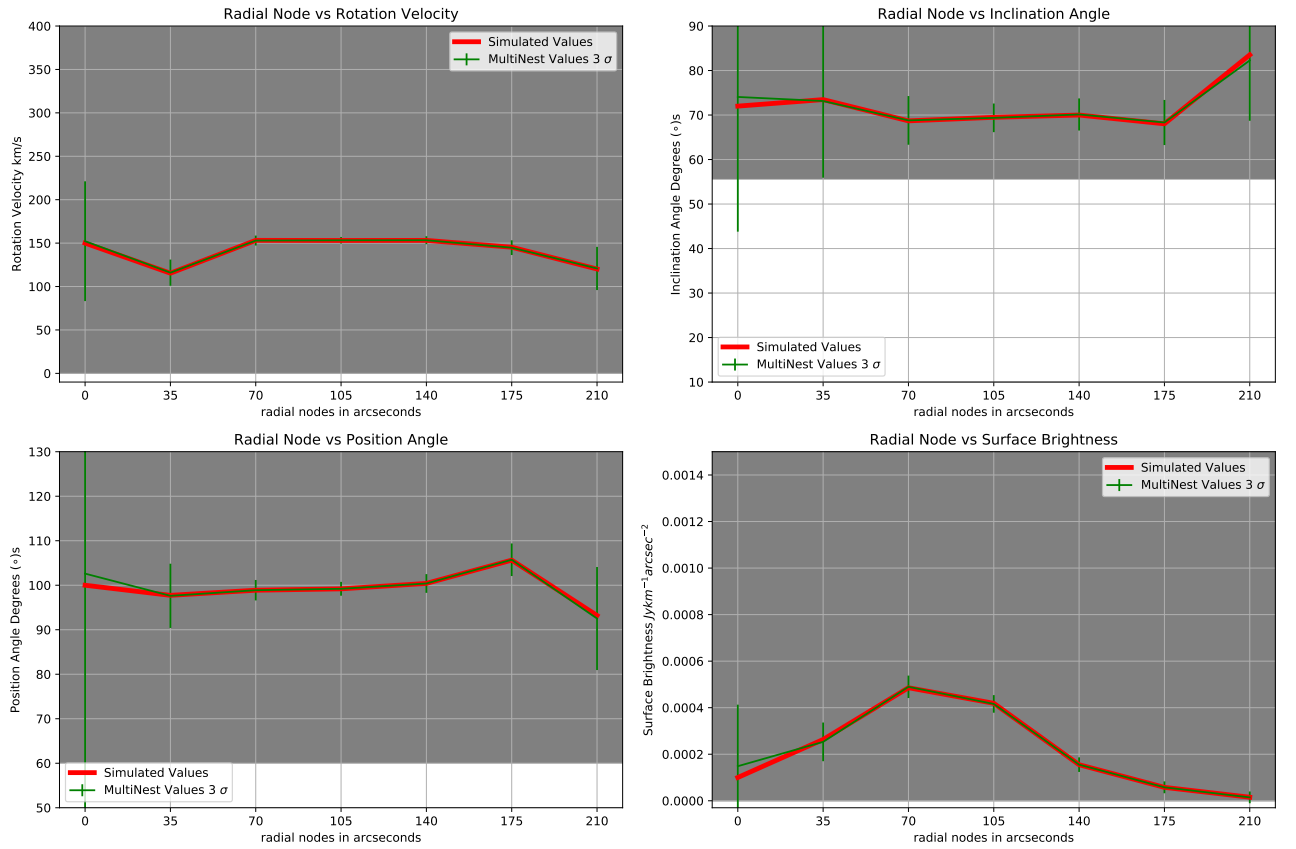 Radial Node vs Rotation Velocity
400
350
300
250
200
150
100
50
0
Rotation Velocity km/s
Simulated Values
MultiNest Values 3 σ
0 35 70 105 140 175 210
radial nodes in arcseconds
Radial Node vs Inclination Angle
90
80
70
60
50
40
30
20
10
Inclination Angle Degrees (∘)s
Simulated Values
MultiNest Values 3 σ
0 35 70 105 140 175 210
radial nodes in arcseconds
Radial Node vs Position Angle
130
120
110
100
90
80
70
60
50
Position Angle Degrees (∘)s
Simulated Values
MultiNest Values 3 σ
0 35 70 105 140 175 210
radial nodes in arcseconds
Radial Node vs Surface Brightness
0.0014
0.0012
0.0010
0.0008
0.0006
0.0004
0.0002
0.0000
Surface Brightness Jykm⁻¹arcsec⁻²
Simulated Values
MultiNest Values 3 σ
0 35 70 105 140 175 210
radial nodes in arcseconds